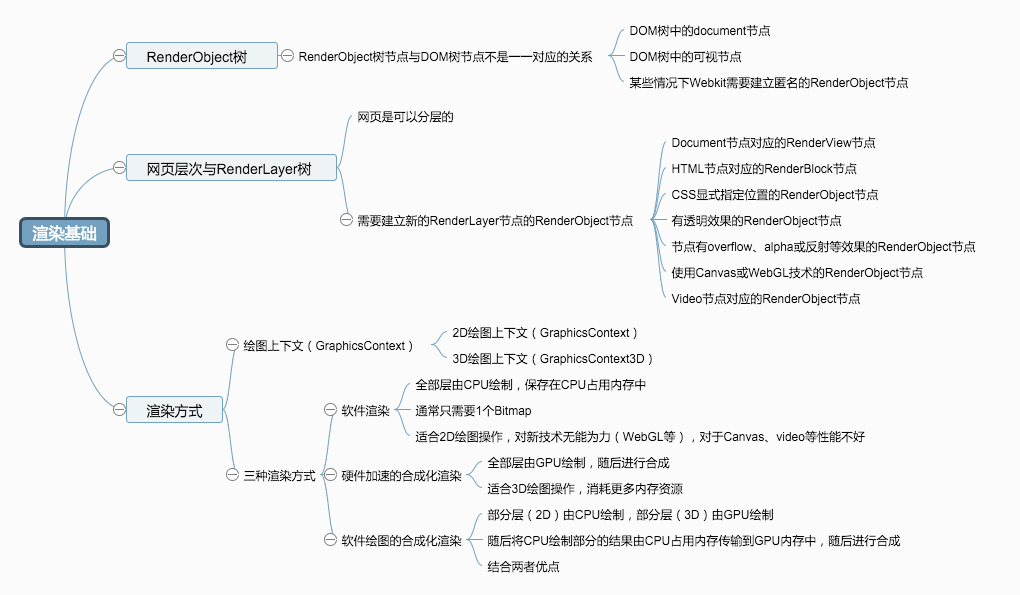 渲染基础
RenderObject树
RenderObject树节点与DOM树节点不是一一对应的关系
DOM树中的document节点
DOM树中的可视节点
某些情况下Webkit需要建立匿名的RenderObject节点
网页层次与RenderLayer树
网页是可以分层的
需要建立新的RenderLayer节点的RenderObject节点
Document节点对应的RenderView节点
HTML节点对应的RenderBlock节点
CSS显式指定位置的RenderObject节点
有透明效果的RenderObject节点
节点有overflow、alpha或反射等效果的RenderObject节点
使用Canvas或WebGL技术的RenderObject节点
Video节点对应的RenderObject节点
渲染方式
绘图上下文（GraphicsContext）
2D绘图上下文（GraphicsContext）
3D绘图上下文（GraphicsContext3D）
三种渲染方式
软件渲染
全部层由CPU绘制，保存在CPU占用内存中
通常只需要1个Bitmap
适合2D绘图操作，对新技术无能为力（WebGL等），对于Canvas、video等性能不好
硬件加速的合成化渲染
全部层由GPU绘制，随后进行合成
适合3D绘图操作，消耗更多内存资源
软件绘图的合成化渲染
部分层（2D）由CPU绘制，部分层（3D）由GPU绘制
随后将CPU绘制部分的结果由CPU占用内存传输到GPU内存中，随后进行合成
结合两者优点